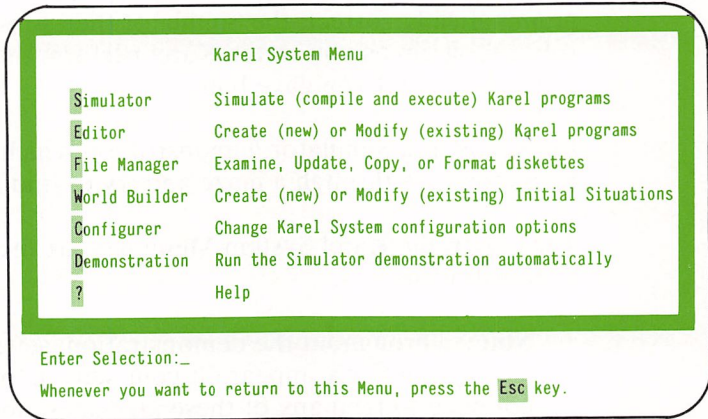 Karel System Menu
Simulator Simulate (compile and execute) Karel programs
Editor Create (new) or Modify (existing) Karel programs
File Manager Examine, Update, Copy, or Format diskettes
World Builder Create (new) or Modify (existing) Initial Situations
Configurer Change Karel System configuration options
Demonstration Run the Simulator demonstration automatically
? Help
Enter Selection:_
Whenever you want to return to this Menu, press the Esc key.